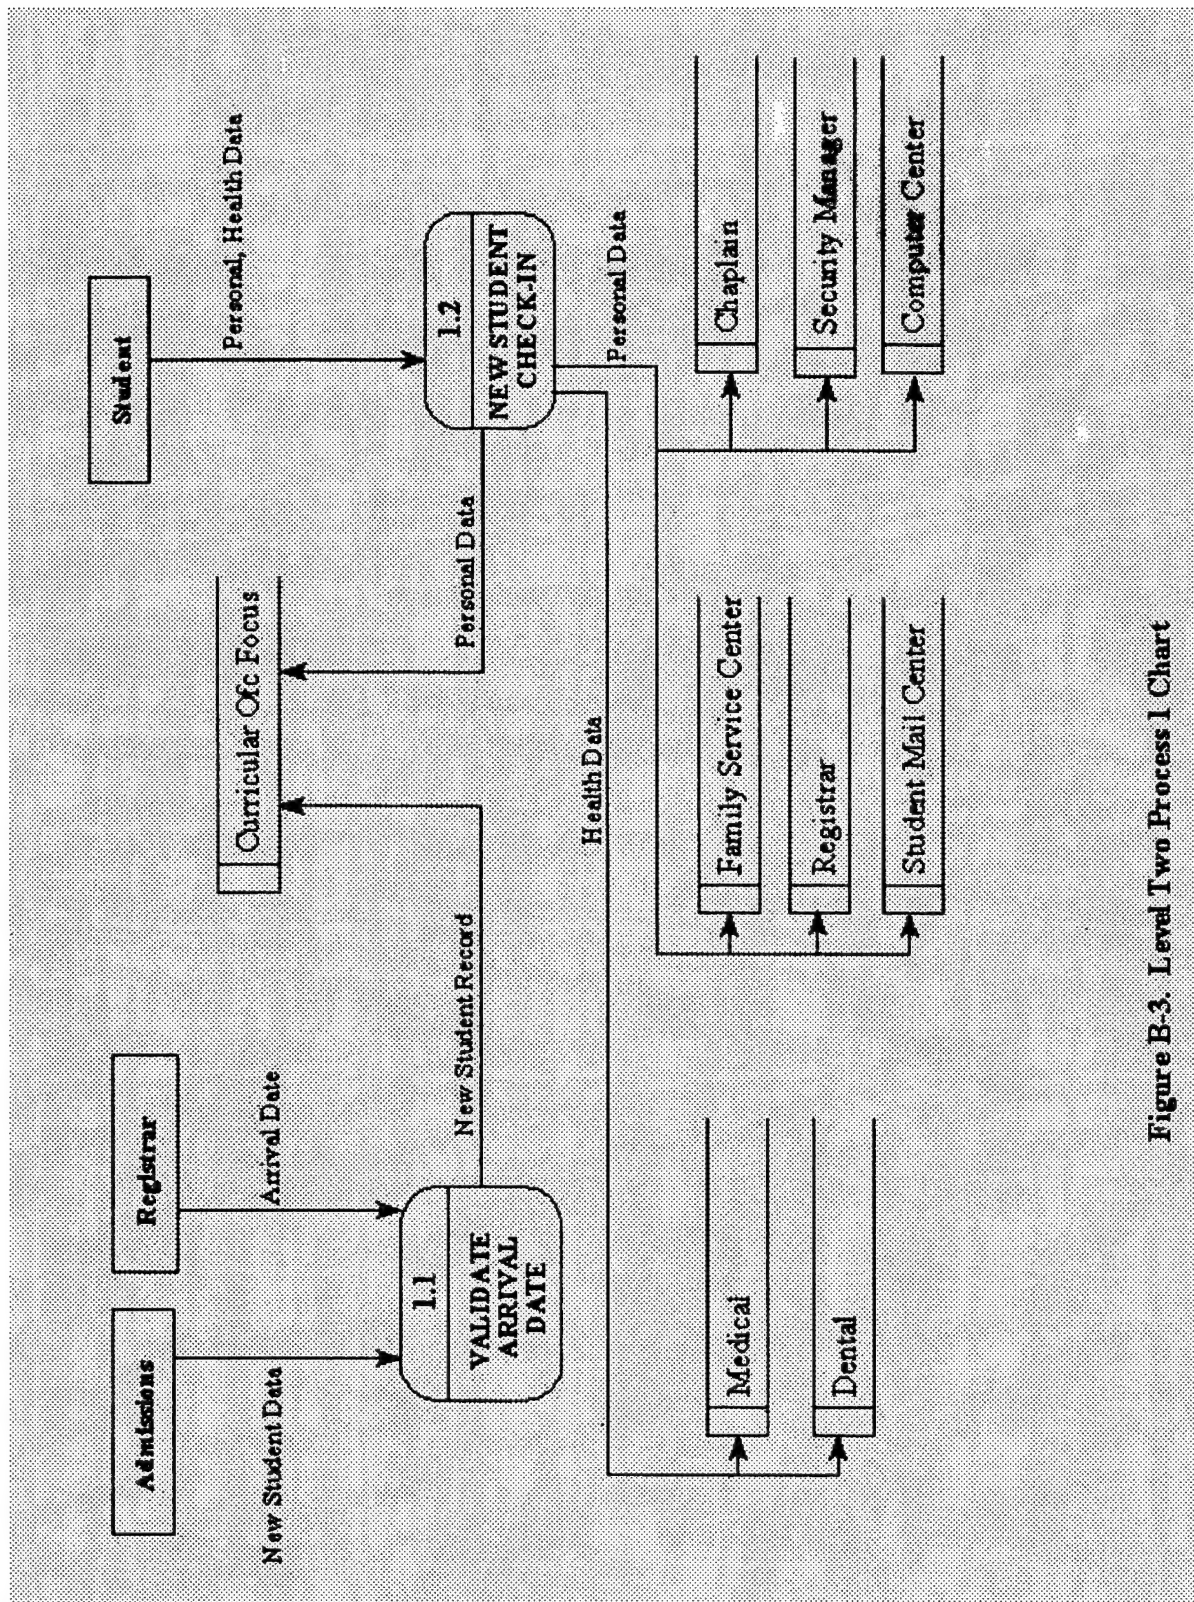 Admissions
Registrar
Student
New Student Data
Arrival Date
Personal, Health Data
Curricular Ofc Focus
1.1
VALIDATE
ARRIVAL
DATE
New Student Record
Personal Data
1.2
NEW STUDENT
CHECK-IN
Health Data
Personal Data
Medical
Dental
Family Service Center
Registrar
Student Mail Center
Chaplain
Security Manager
Computer Center
Figure B-3. Level Two Process 1 Chart